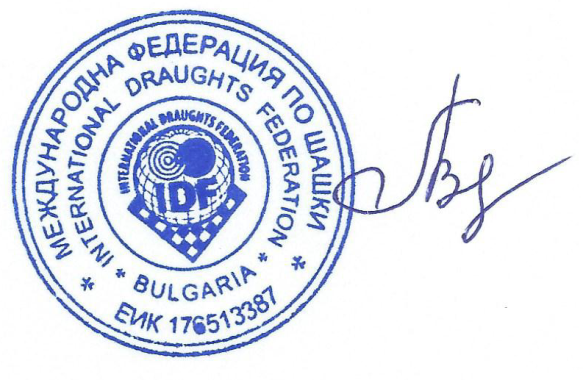 МЕЖДУНАРОДНА ФЕДЕРАЦИЯ ПО ШАШКИ
INTERNATIONAL DRAUGHTS FEDERATION
INTERNATIONAL DRAUGHTS FEDERATION
IDF
* BULGARIA *
* ЕИК 176513387 *